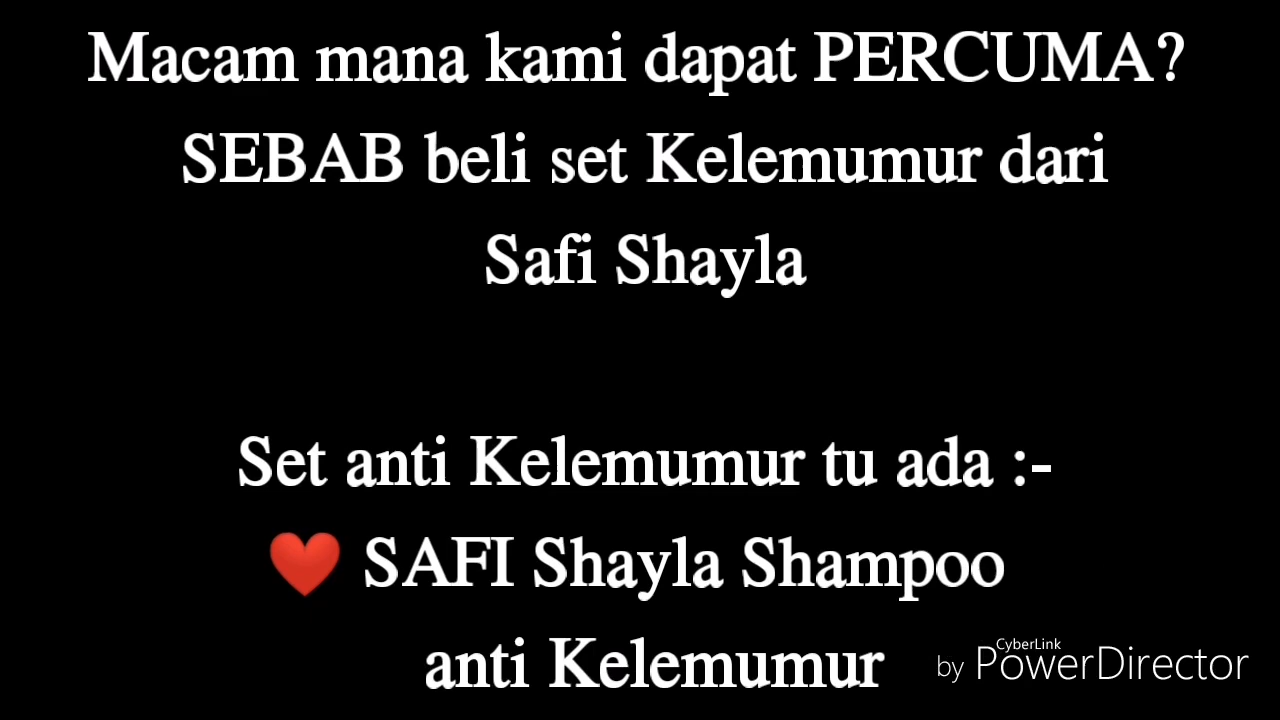 Macam mana kami dapat PERCUMA?
SEBAB beli set Kelemumur dari
Safi Shayla
Set anti Kelemumur tu ada :-
❤️ SAFI Shayla Shampoo
anti Kelemumur
by CyberLink PowerDirector